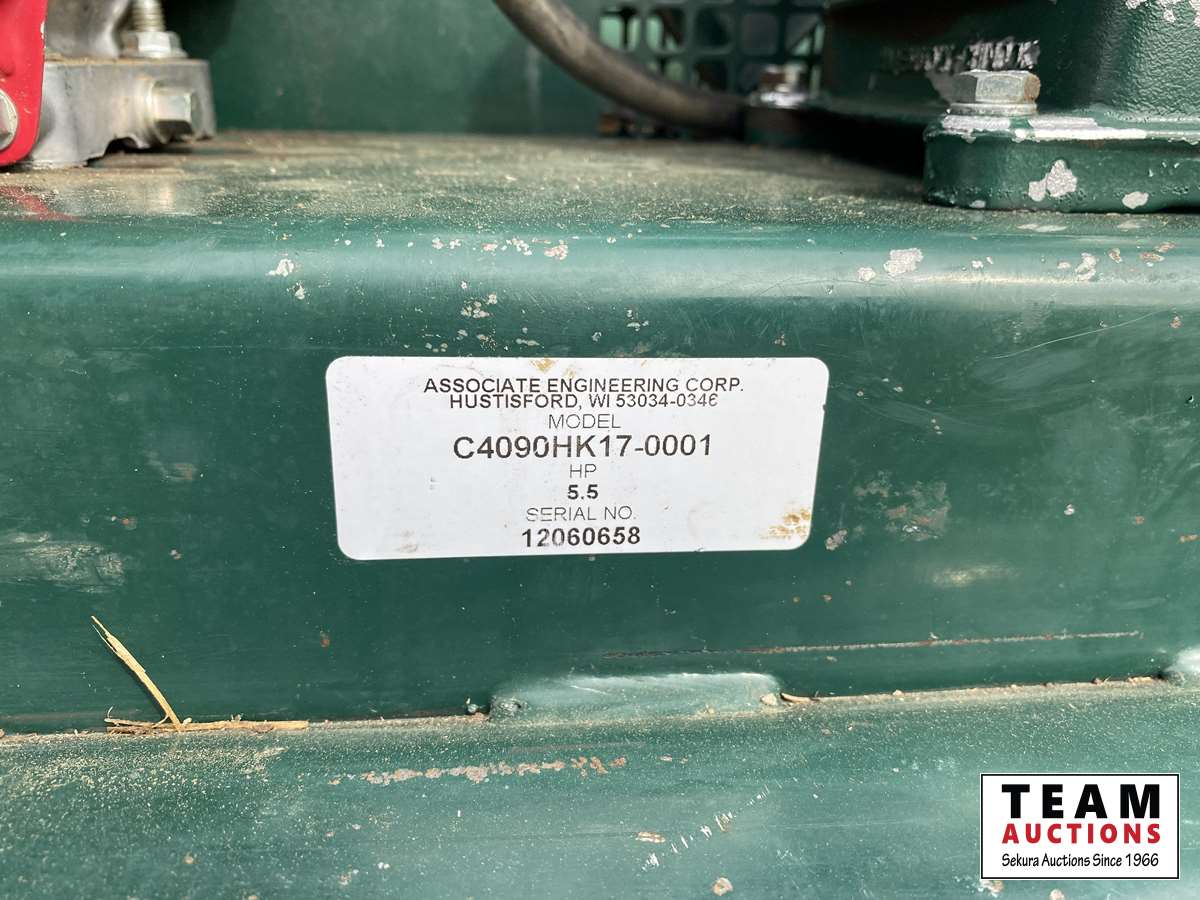 ASSOCIATE ENGINEERING CORP.
HUSTISFORD, WI 53034-0346
MODEL
C4090HK17-0001
HP
5.5
SERIAL NO.
12060658
TEAM
AUCTIONS
Sekura Auctions Since 1966